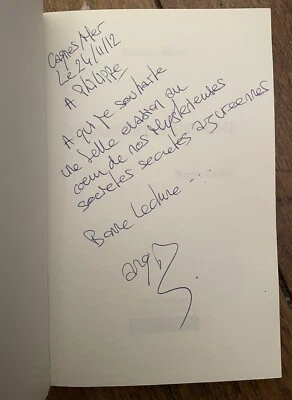 Cagnes/Mer
Le 24/11/12
A Philippe
A qui je souhaite
une belle évasion au
cœur de nos mystérieuses
sociétés secrètes azuréennes
Bonne Lecture -..